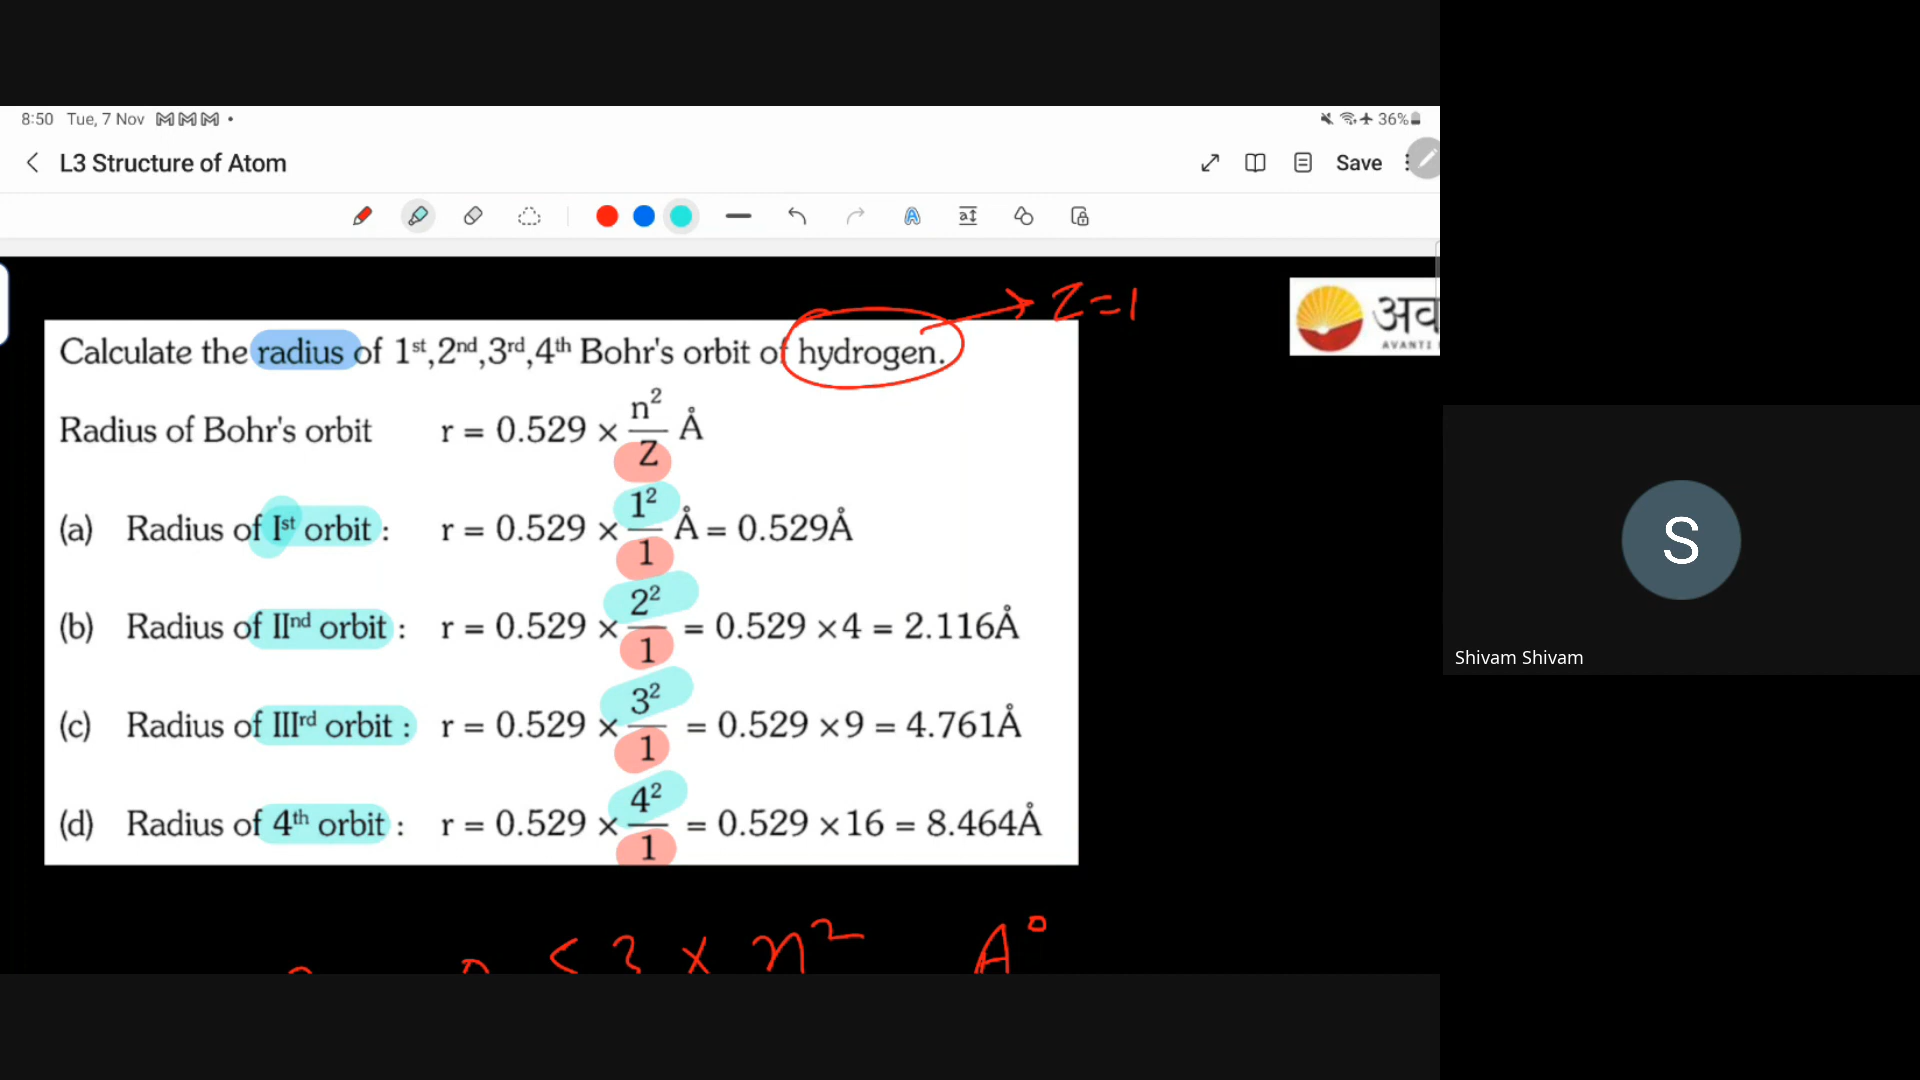 8:50 Tue, 7 Nov
36%
L3 Structure of Atom
Save
Z=1
अव
AVANTI
Calculate the radius of 1st,2nd,3rd,4th Bohr's orbit of hydrogen.
Radius of Bohr's orbit r = 0.529 × n²/Z Å
(a) Radius of Ist orbit : r = 0.529 × 1²/1 Å = 0.529Å
(b) Radius of IInd orbit : r = 0.529 × 2²/1 = 0.529 ×4 = 2.116Å
(c) Radius of IIIrd orbit : r = 0.529 × 3²/1 = 0.529 ×9 = 4.761Å
(d) Radius of 4th orbit : r = 0.529 × 4²/1 = 0.529 ×16 = 8.464Å
× n² A°
S
Shivam Shivam